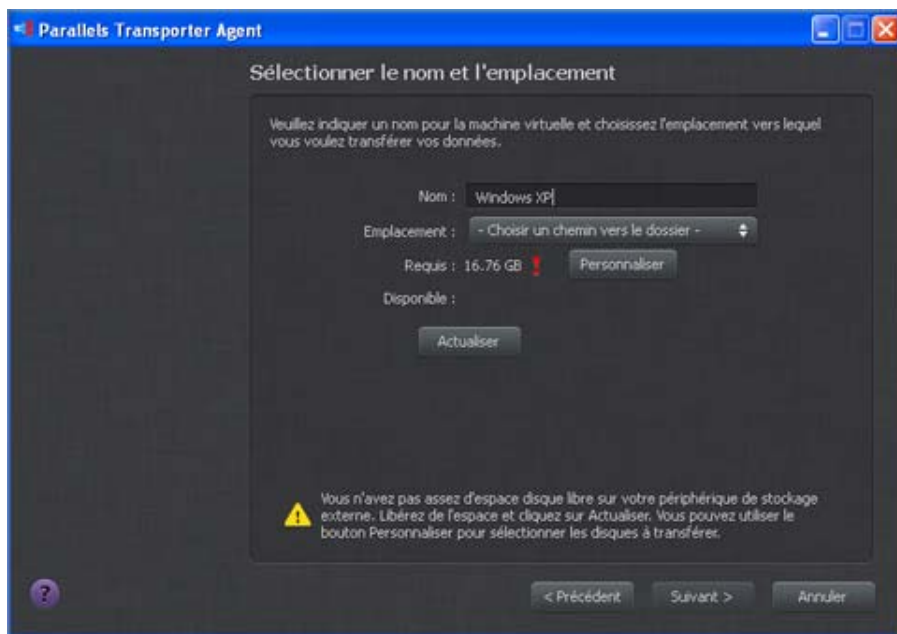 Parallels Transporter Agent
Sélectionner le nom et l'emplacement
Veuillez indiquer un nom pour la machine virtuelle et choisissez l'emplacement vers lequel
vous voulez transférer vos données.
Nom : Windows XP
Emplacement : - Choisir un chemin vers le dossier -
Requis : 16.76 GB ! Personnaliser
Disponible :
Actualiser
Vous n'avez pas assez d'espace disque libre sur votre périphérique de stockage
externe. Libérez de l'espace et cliquez sur Actualiser. Vous pouvez utiliser le
bouton Personnaliser pour sélectionner les disques à transférer.
? < Précédent Suivant > Annuler